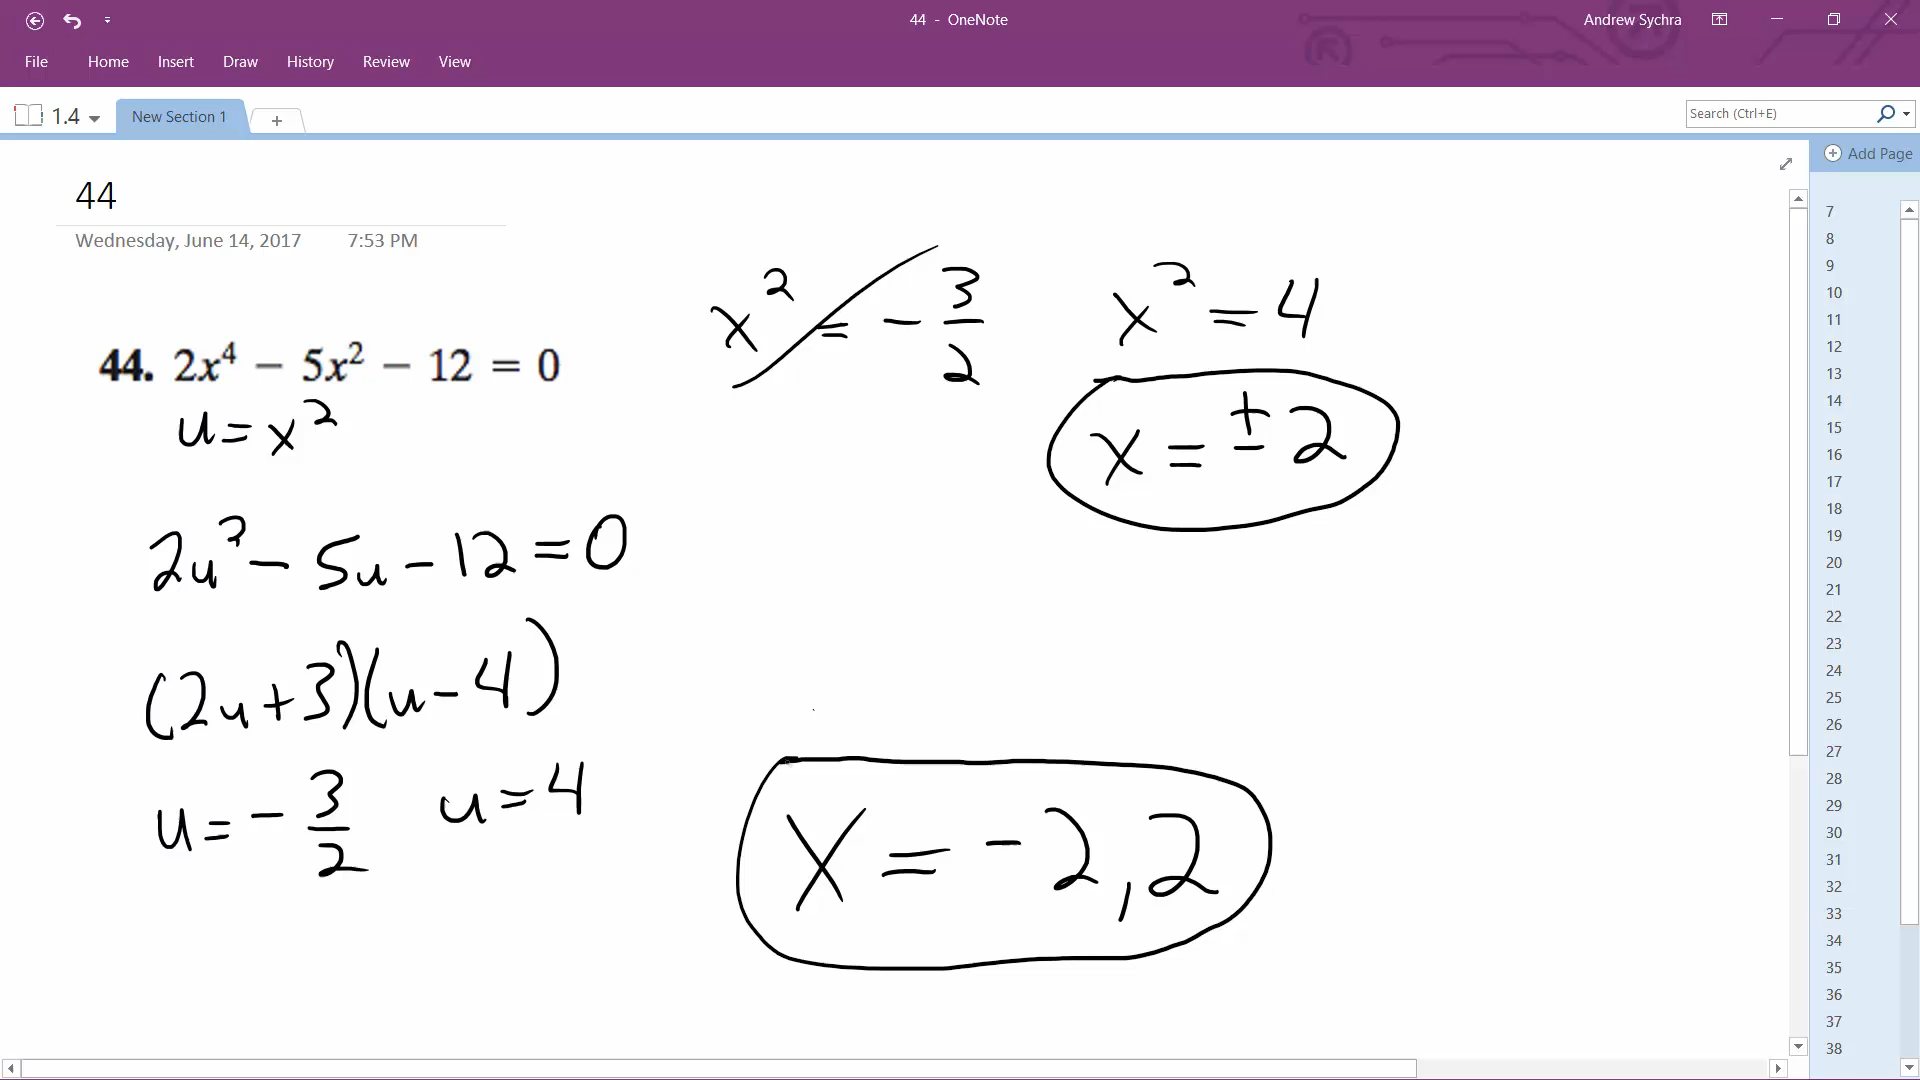 44 - OneNote
Andrew Sychra
File Home Insert Draw History Review View
1.4
New Section 1
+
Search (Ctrl+E)
Add Page
44
Wednesday, June 14, 2017 7:53 PM
44. 2x⁴ − 5x² − 12 = 0
u = x²
2u² − 5u − 12 = 0
(2u+3)(u−4)
u = −3/2 u = 4
x² = −3/2
x² = 4
x = ±2
X = −2,2
7
8
9
10
11
12
13
14
15
16
17
18
19
20
21
22
23
24
25
26
27
28
29
30
31
32
33
34
35
36
37
38